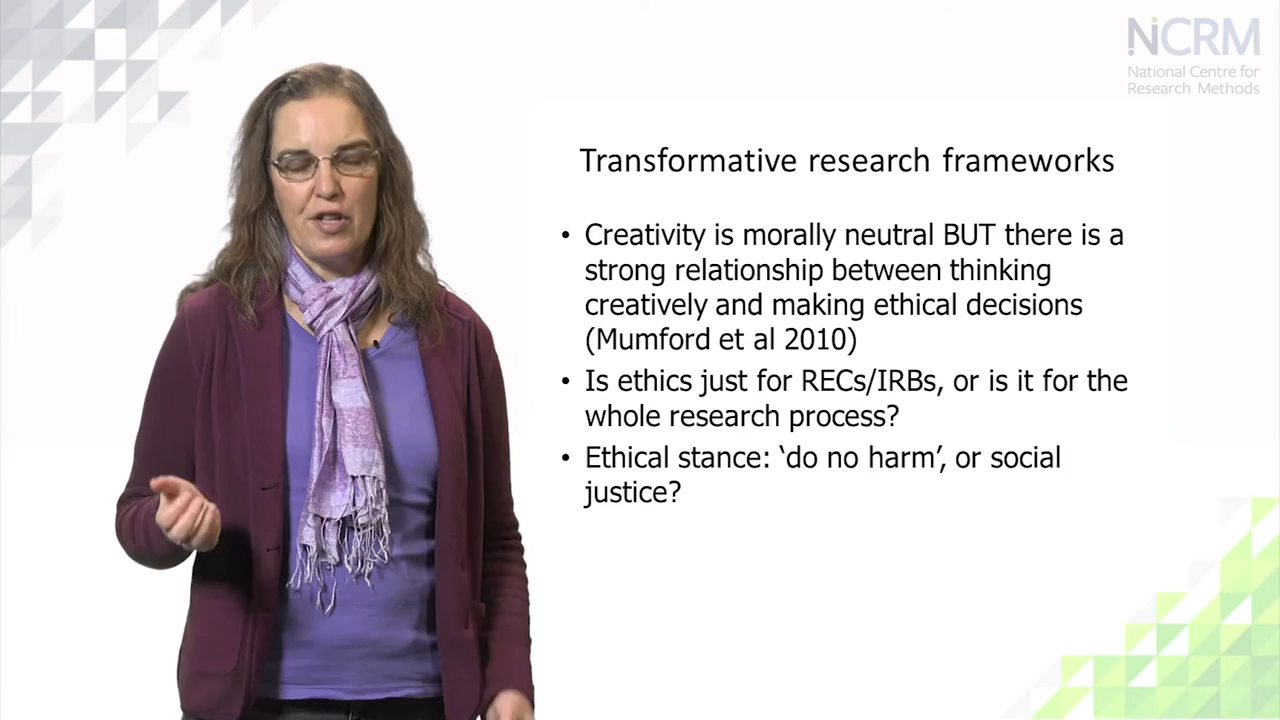 NCRM
National Centre for
Research Methods
Transformative research frameworks
• Creativity is morally neutral BUT there is a
strong relationship between thinking
creatively and making ethical decisions
(Mumford et al 2010)
• Is ethics just for RECs/IRBs, or is it for the
whole research process?
• Ethical stance: ‘do no harm’, or social
justice?